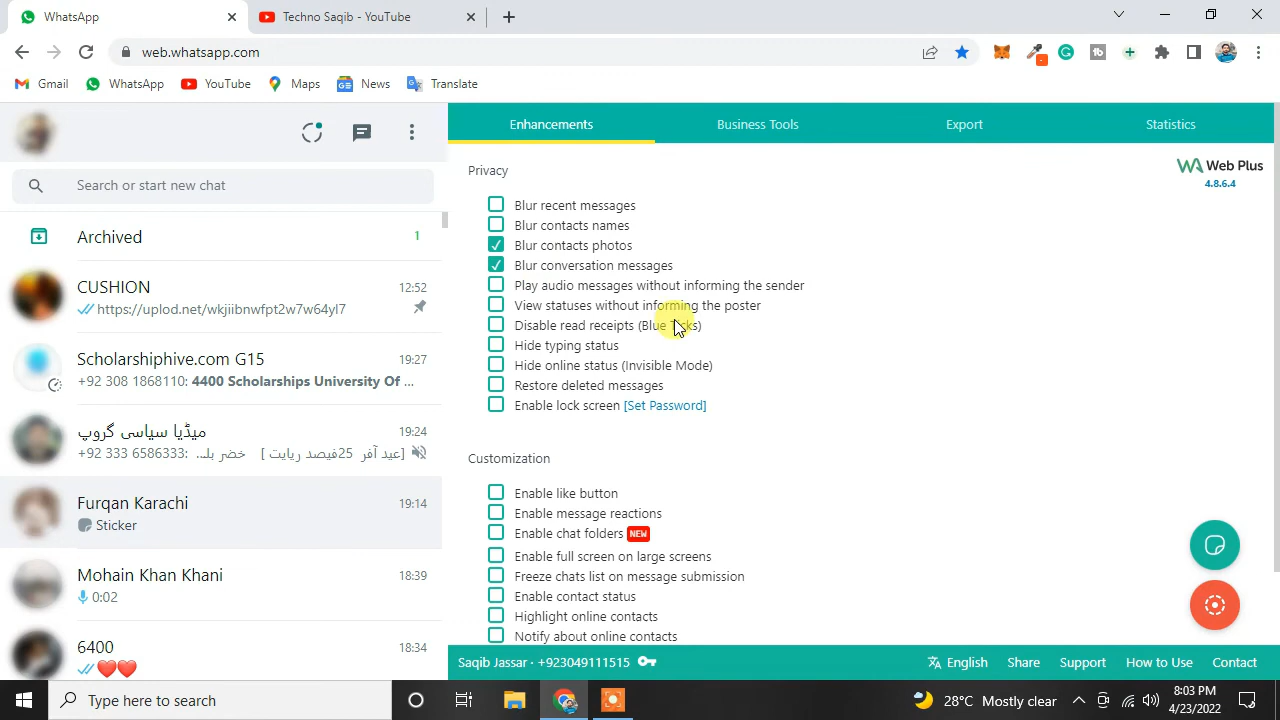 WhatsApp
Techno Saqib - YouTube
web.whatsapp.com
Gmail
WhatsApp
YouTube
Maps
News
Translate
Search or start new chat
Archived
1
CUSHION
12:52
https://uplod.net/wkjiibnwfpt2w7w64yl7
Scholarshiphive.com G15
19:27
+92 308 1868110: 4400 Scholarships University Of ...
میڈیا سیاسی گروپ
19:24
+92 333 6586333: [عید آفر 25فیصد رعایت ] خضر بلـ...
Furqan Karachi
19:14
Sticker
Mohain Khan Khani
18:39
0:02
6400
18:34
❤️❤️
Enhancements
Business Tools
Export
Statistics
WA Web Plus
4.8.6.4
Privacy
Blur recent messages
Blur contacts names
Blur contacts photos
Blur conversation messages
Play audio messages without informing the sender
View statuses without informing the poster
Disable read receipts (Blue Ticks)
Hide typing status
Hide online status (Invisible Mode)
Restore deleted messages
Enable lock screen [Set Password]
Customization
Enable like button
Enable message reactions
Enable chat folders NEW
Enable full screen on large screens
Freeze chats list on message submission
Enable contact status
Highlight online contacts
Notify about online contacts
Saqib Jassar · +923049111515
English
Share
Support
How to Use
Contact
Type here to search
28°C Mostly clear
8:03 PM
4/23/2022